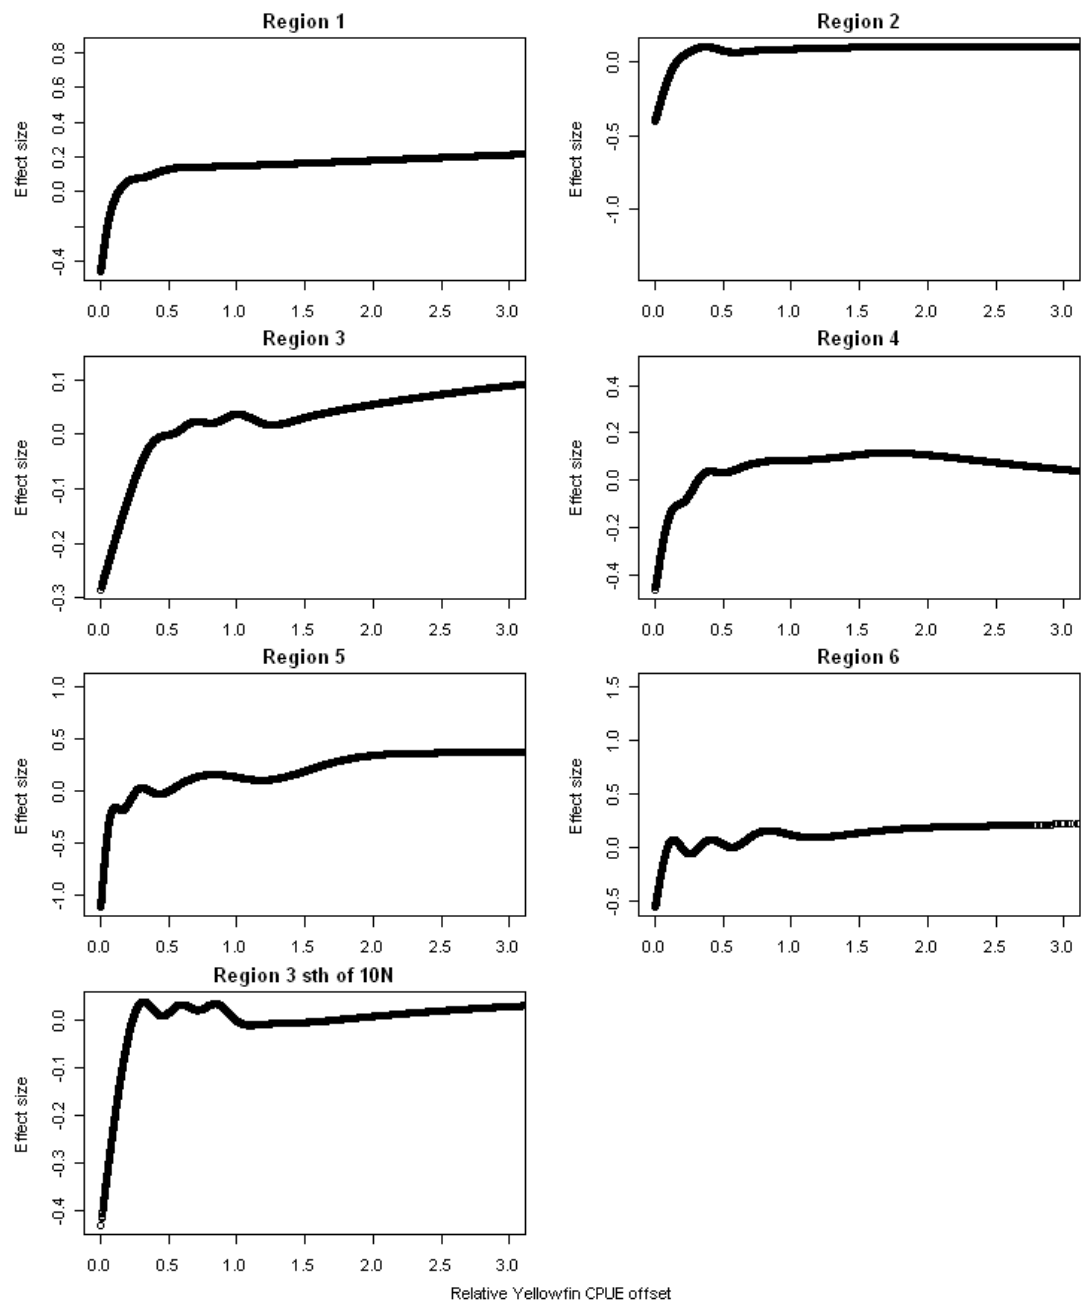 Region 1
Effect size
0.8
0.6
0.4
0.2
0.0
-0.4
0.0 0.5 1.0 1.5 2.0 2.5 3.0
Region 2
Effect size
0.0
-0.5
-1.0
0.0 0.5 1.0 1.5 2.0 2.5 3.0
Region 3
Effect size
0.1
0.0
-0.1
-0.2
-0.3
0.0 0.5 1.0 1.5 2.0 2.5 3.0
Region 4
Effect size
0.4
0.2
0.0
-0.2
-0.4
0.0 0.5 1.0 1.5 2.0 2.5 3.0
Region 5
Effect size
1.0
0.5
0.0
-0.5
-1.0
0.0 0.5 1.0 1.5 2.0 2.5 3.0
Region 6
Effect size
1.5
1.0
0.5
0.0
-0.5
0.0 0.5 1.0 1.5 2.0 2.5 3.0
Region 3 sth of 10N
Effect size
0.0
-0.1
-0.2
-0.3
-0.4
0.0 0.5 1.0 1.5 2.0 2.5 3.0
Relative Yellowfin CPUE offset